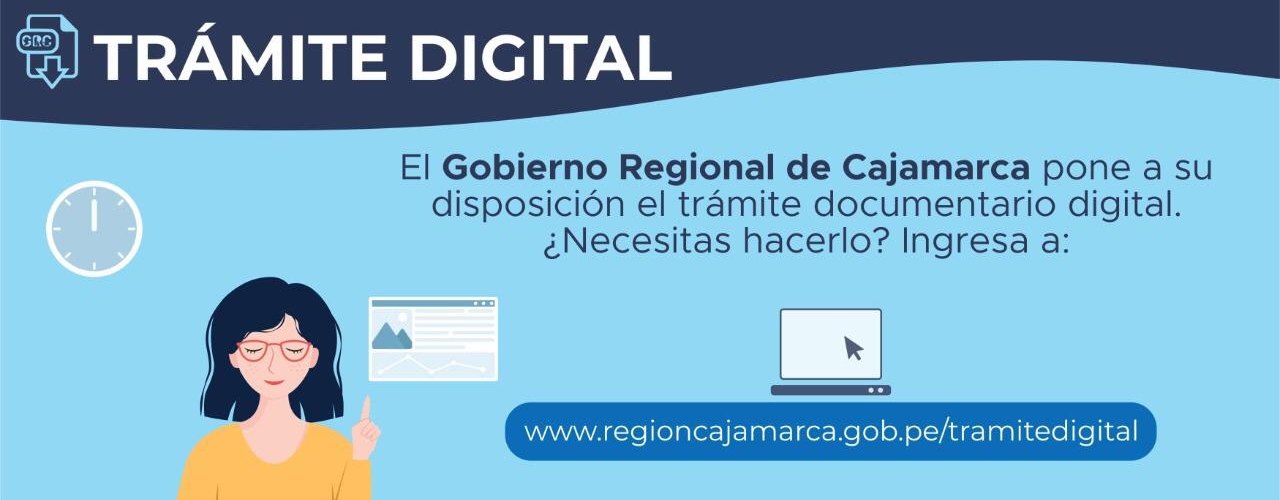 GRC
TRÁMITE DIGITAL
El Gobierno Regional de Cajamarca pone a su
disposición el trámite documentario digital.
¿Necesitas hacerlo? Ingresa a:
www.regioncajamarca.gob.pe/tramitedigital